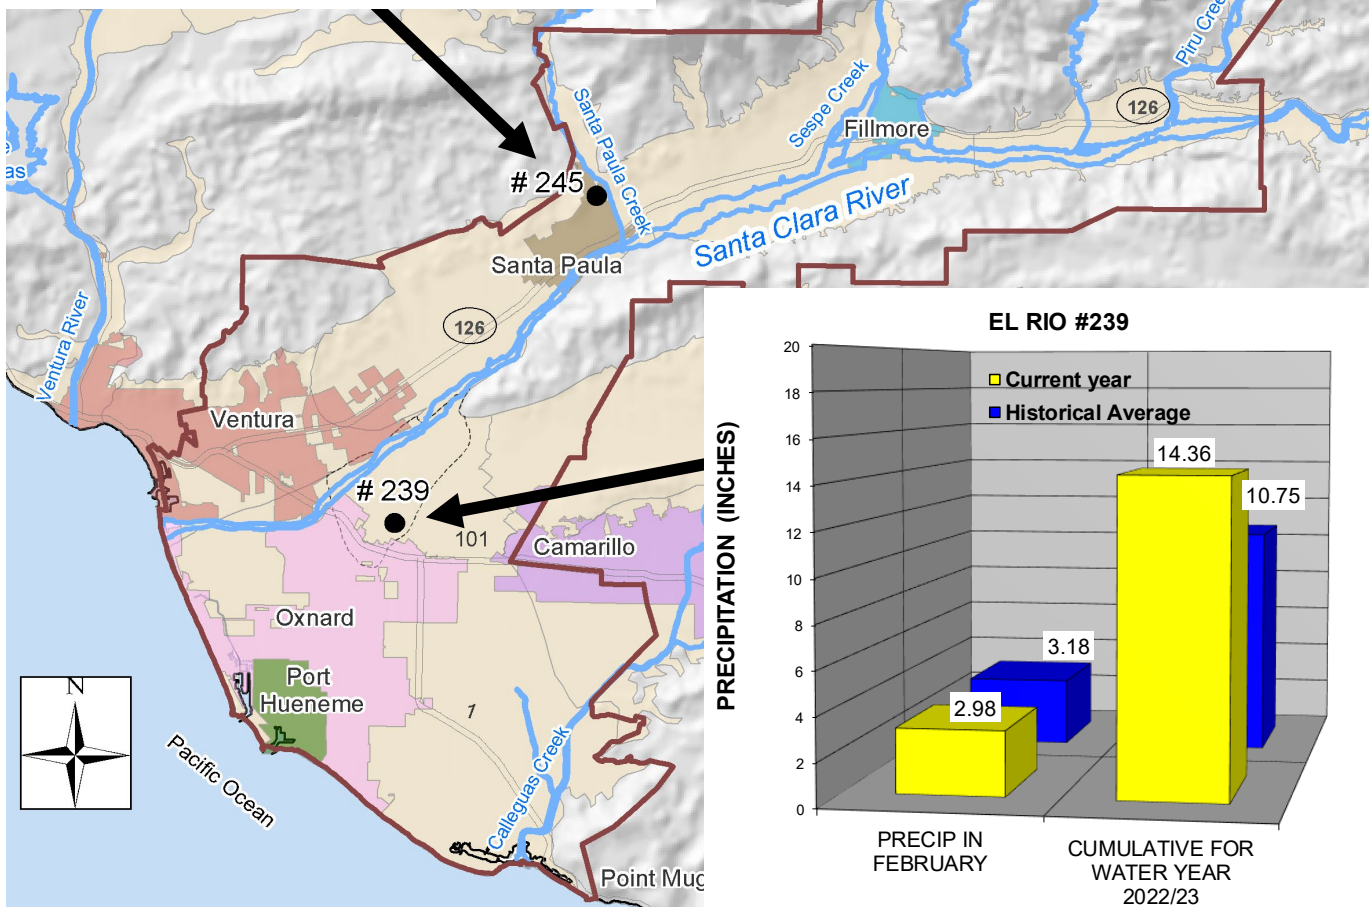 Piru Cree
126
Sespe Creek
Fillmore
Santa Paula Creek
# 245
as
Santa Clara River
Santa Paula
126
Ventura River
Ventura
# 239
101
Camarillo
Oxnard
Port
Hueneme
1
N
Pacific Ocean
Calleguas Creek
Point Mug
EL RIO #239
PRECIPITATION (INCHES)
20
18
16
14
12
10
8
6
4
2
0
Current year
Historical Average
14.36
10.75
3.18
2.98
PRECIP IN
FEBRUARY
CUMULATIVE FOR
WATER YEAR
2022/23